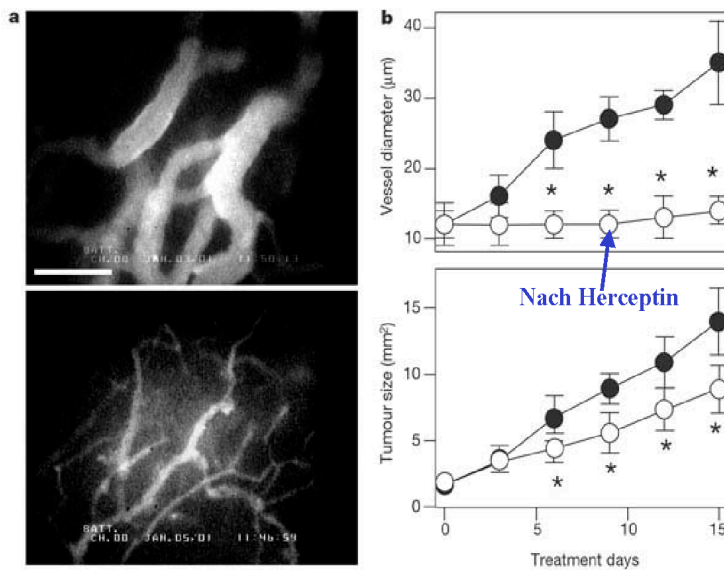 a
BATT.
CH.00 JAN.03/01 11:50:13
BATT.
CH.00 JAN.05/01 11:46:59
b
Vessel diameter (μm)
40
30
20
10
* * * *
Nach Herceptin
Tumour size (mm²)
15
10
5
0
* * * *
0 5 10 15
Treatment days